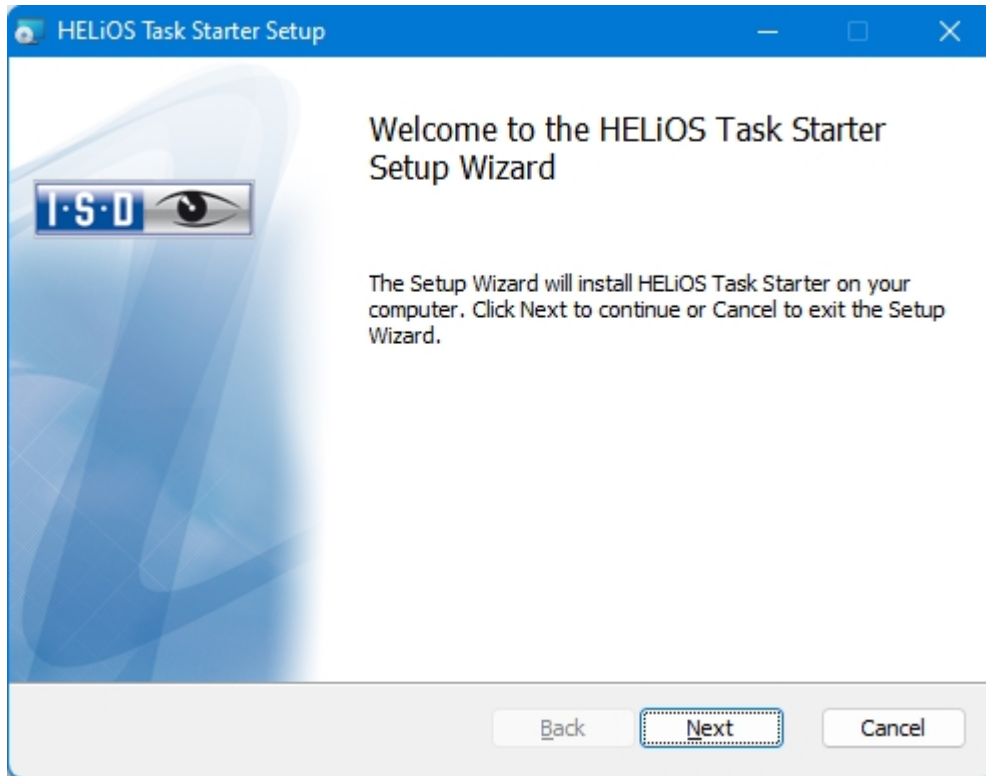 HELiOS Task Starter Setup
Welcome to the HELiOS Task Starter
Setup Wizard
I·S·D
The Setup Wizard will install HELiOS Task Starter on your
computer. Click Next to continue or Cancel to exit the Setup
Wizard.
Back Next Cancel